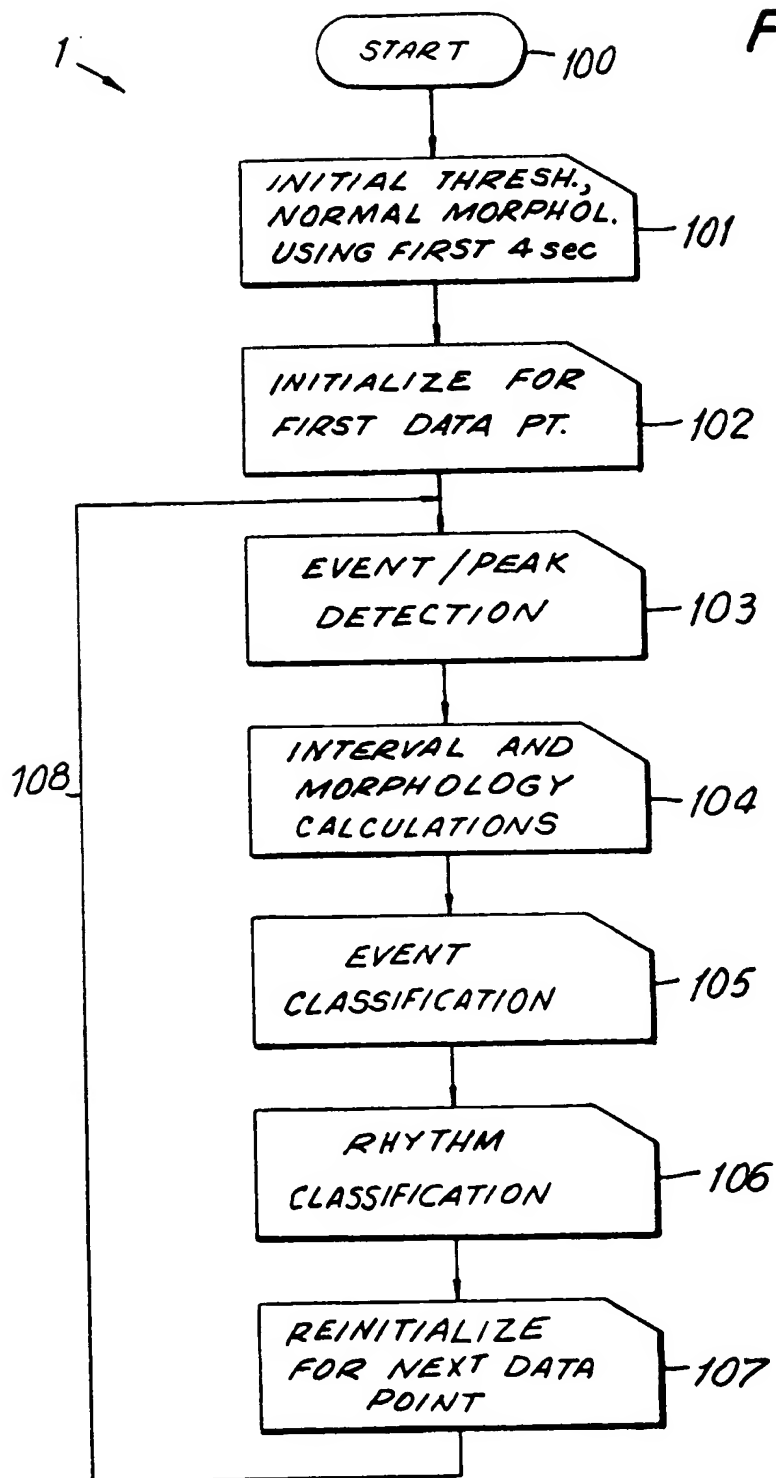 1
START
100
F
INITIAL THRESH.,
NORMAL MORPHOL.
USING FIRST 4 sec
101
INITIALIZE FOR
FIRST DATA PT.
102
EVENT/PEAK
DETECTION
103
INTERVAL AND
MORPHOLOGY
CALCULATIONS
104
108
EVENT
CLASSIFICATION
105
RHYTHM
CLASSIFICATION
106
REINITIALIZE
FOR NEXT DATA
POINT
107